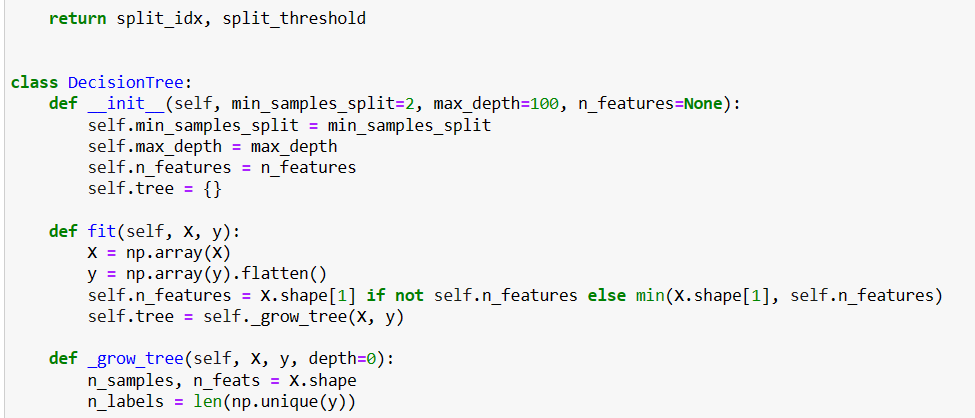 return split_idx, split_threshold
class DecisionTree:
    def __init__(self, min_samples_split=2, max_depth=100, n_features=None):
        self.min_samples_split = min_samples_split
        self.max_depth = max_depth
        self.n_features = n_features
        self.tree = {}
    def fit(self, X, y):
        X = np.array(X)
        y = np.array(y).flatten()
        self.n_features = X.shape[1] if not self.n_features else min(X.shape[1], self.n_features)
        self.tree = self._grow_tree(X, y)
    def _grow_tree(self, X, y, depth=0):
        n_samples, n_feats = X.shape
        n_labels = len(np.unique(y))